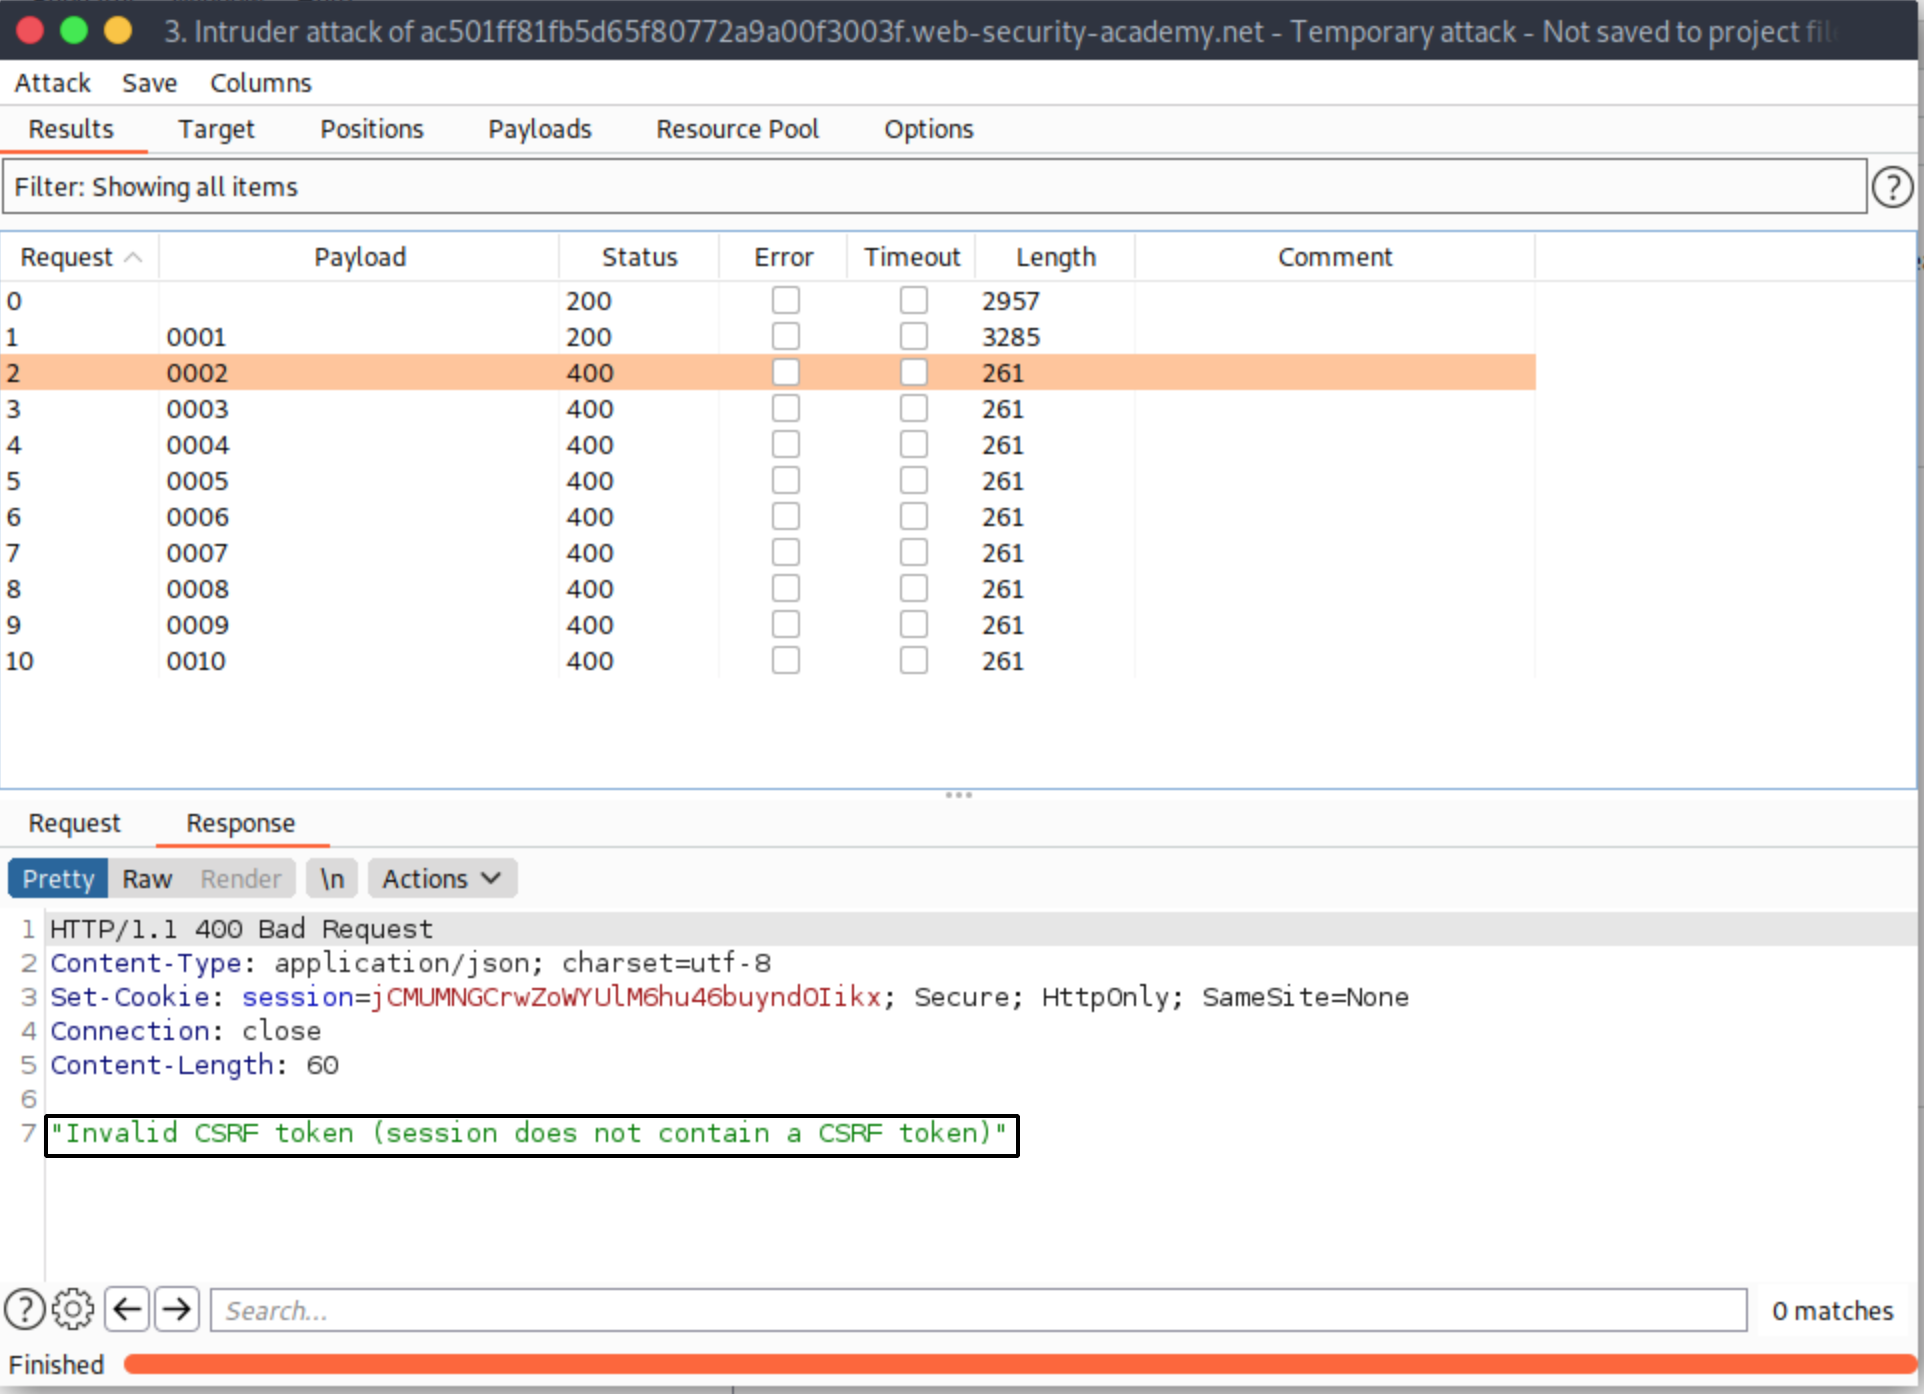 3. Intruder attack of ac501ff81fb5d65f80772a9a00f3003f.web-security-academy.net - Temporary attack - Not saved to project file
Attack Save Columns
Results Target Positions Payloads Resource Pool Options
Filter: Showing all items ?
Request Payload Status Error Timeout Length Comment
0 200 2957
1 0001 200 3285
2 0002 400 261
3 0003 400 261
4 0004 400 261
5 0005 400 261
6 0006 400 261
7 0007 400 261
8 0008 400 261
9 0009 400 261
10 0010 400 261
Request Response
Pretty Raw Render \n Actions
1 HTTP/1.1 400 Bad Request
2 Content-Type: application/json; charset=utf-8
3 Set-Cookie: session=jCMUMNGCrwZoWYUlM6hu46buyndOIikx; Secure; HttpOnly; SameSite=None
4 Connection: close
5 Content-Length: 60
6
7 "Invalid CSRF token (session does not contain a CSRF token)"
? Search... 0 matches
Finished